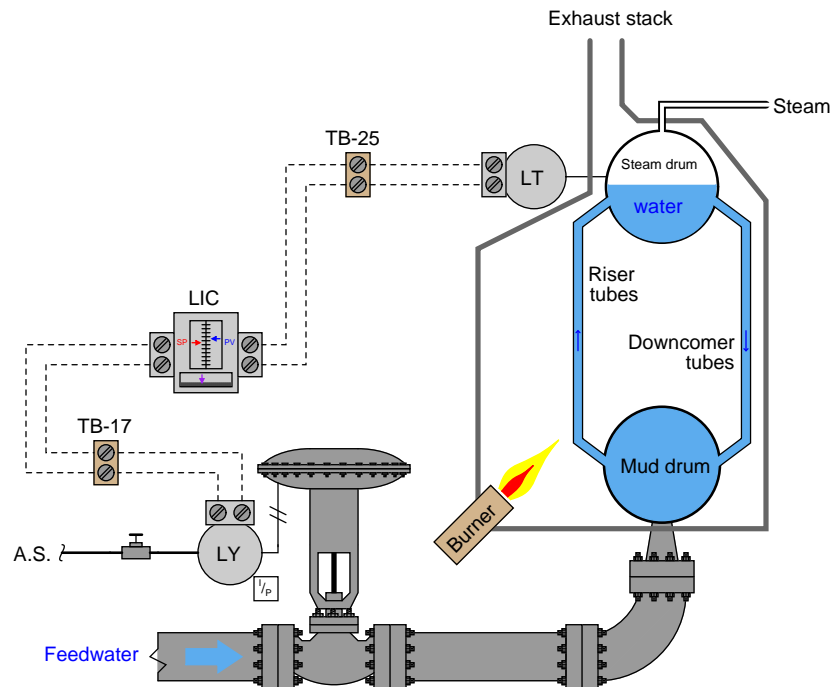 Exhaust stack
Steam
TB-25
LT
Steam drum
water
LIC
SP
PV
Riser
tubes
Downcomer
tubes
TB-17
Mud drum
Burner
A.S.
LY
I/P
Feedwater